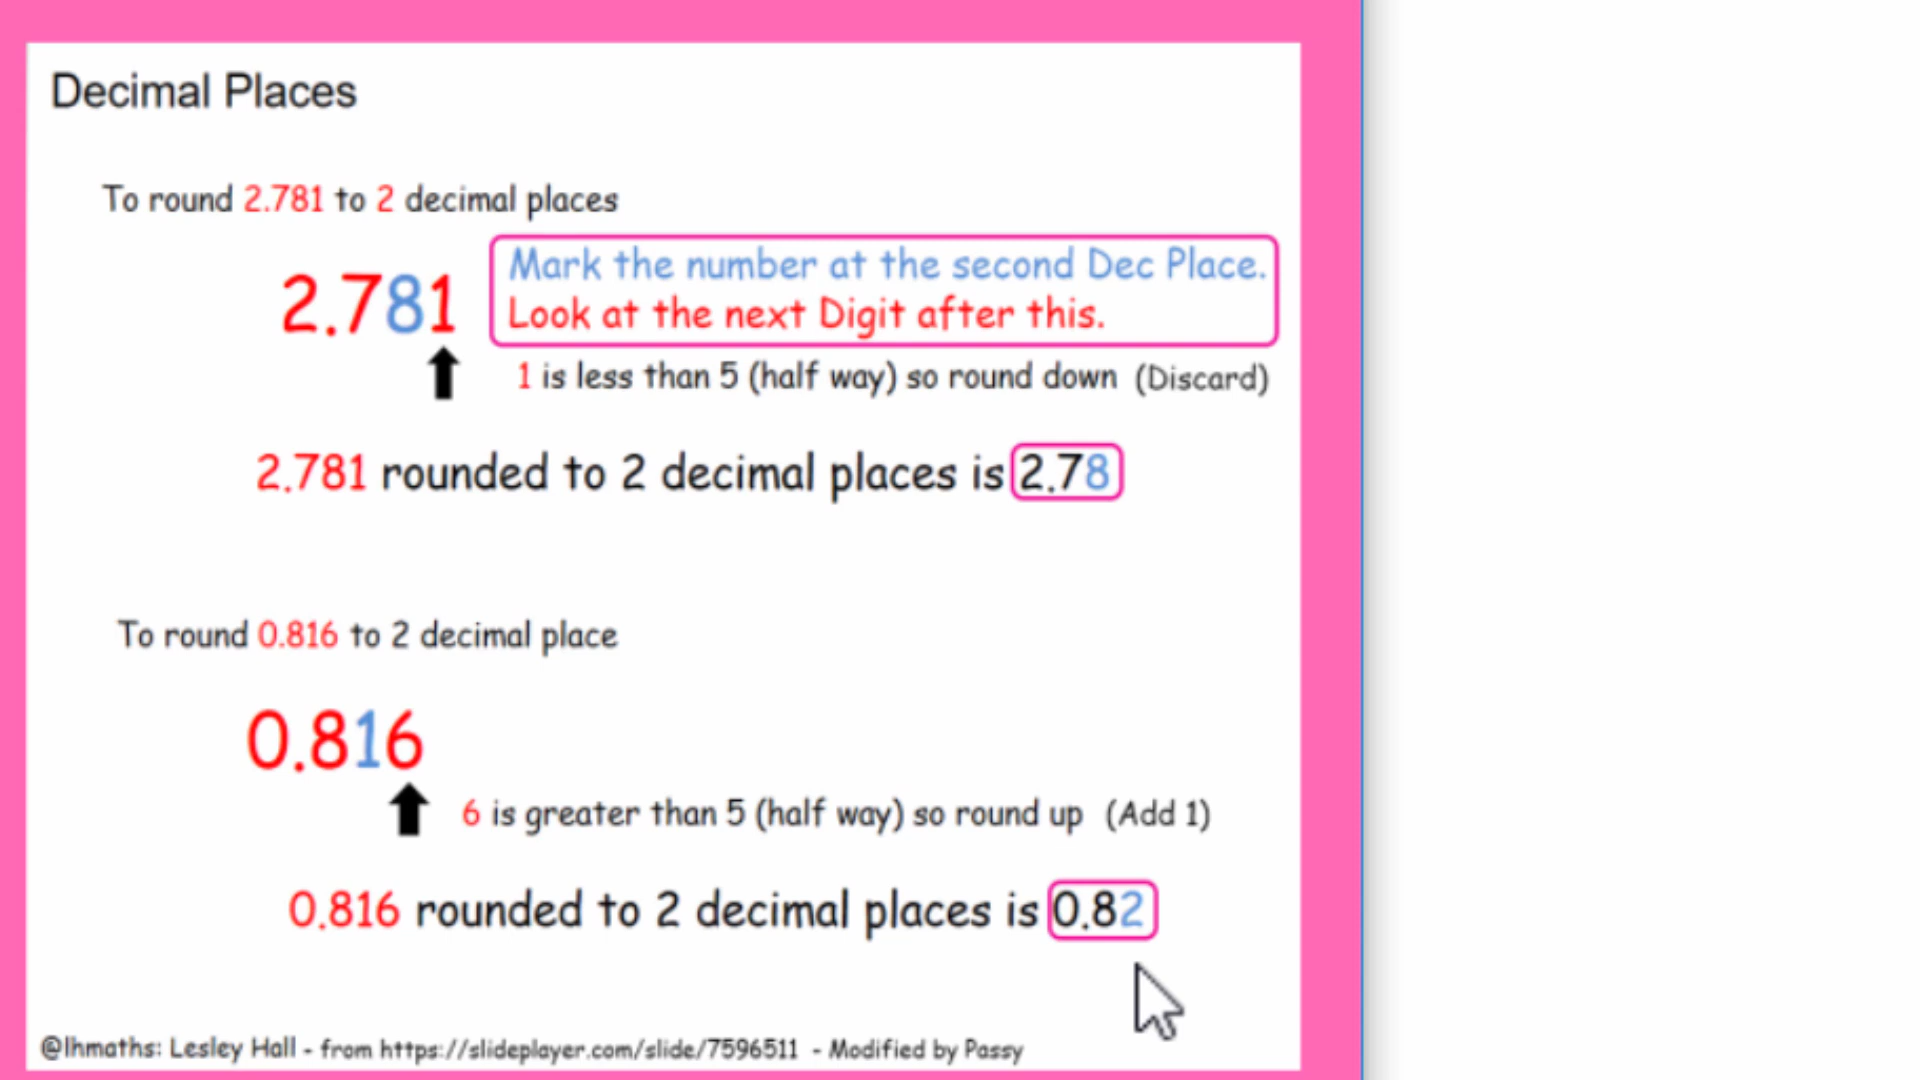 Decimal Places
To round 2.781 to 2 decimal places
Mark the number at the second Dec Place.
2.781
Look at the next Digit after this.
1 is less than 5 (half way) so round down (Discard)
2.781 rounded to 2 decimal places is 2.78
To round 0.816 to 2 decimal place
0.816
6 is greater than 5 (half way) so round up (Add 1)
0.816 rounded to 2 decimal places is 0.82
@lhmaths: Lesley Hall - from https://slideplayer.com/slide/7596511 - Modified by Passy